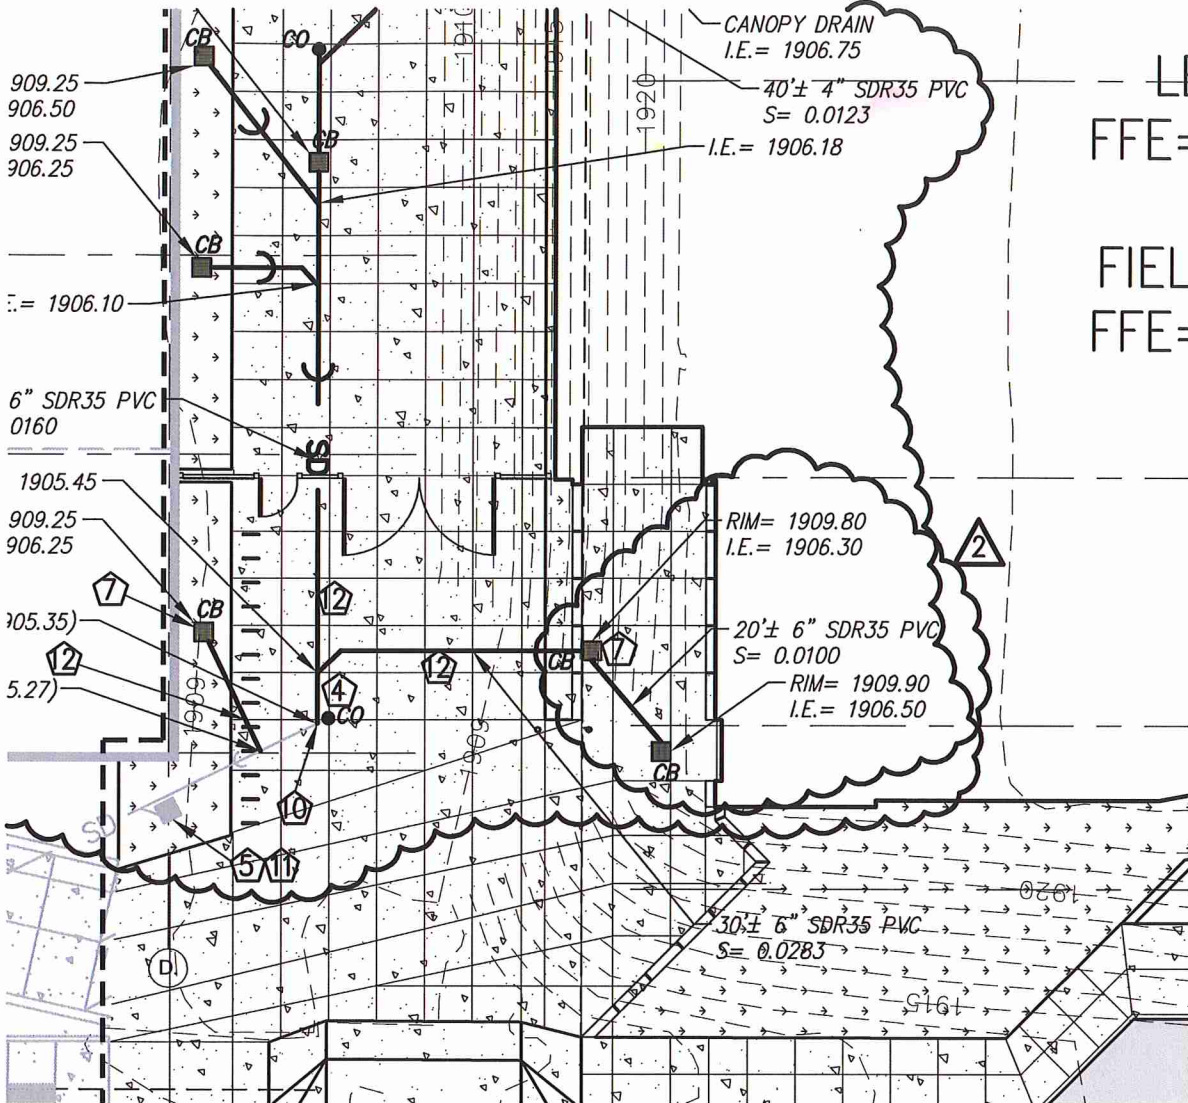 CB
CO
1910
1915
CANOPY DRAIN
I.E.= 1906.75
909.25
906.50
40'± 4" SDR35 PVC
S= 0.0123
1920
FFE=
CB
909.25
906.25
I.E.= 1906.18
CB
FIEL
FFE=
.= 1906.10
6" SDR35 PVC
0160
SD
1905.45
909.25
906.25
RIM= 1909.80
I.E.= 1906.30
2
7
12
CB
905.35)
12
5.27)
1909
4
CO
12
CB
7
20'± 6" SDR35 PVC
S= 0.0100
RIM= 1909.90
I.E.= 1906.50
1909
CB
10
SD
5
11
1920
30'± 6" SDR35 PVC
S= 0.0283
D
1915